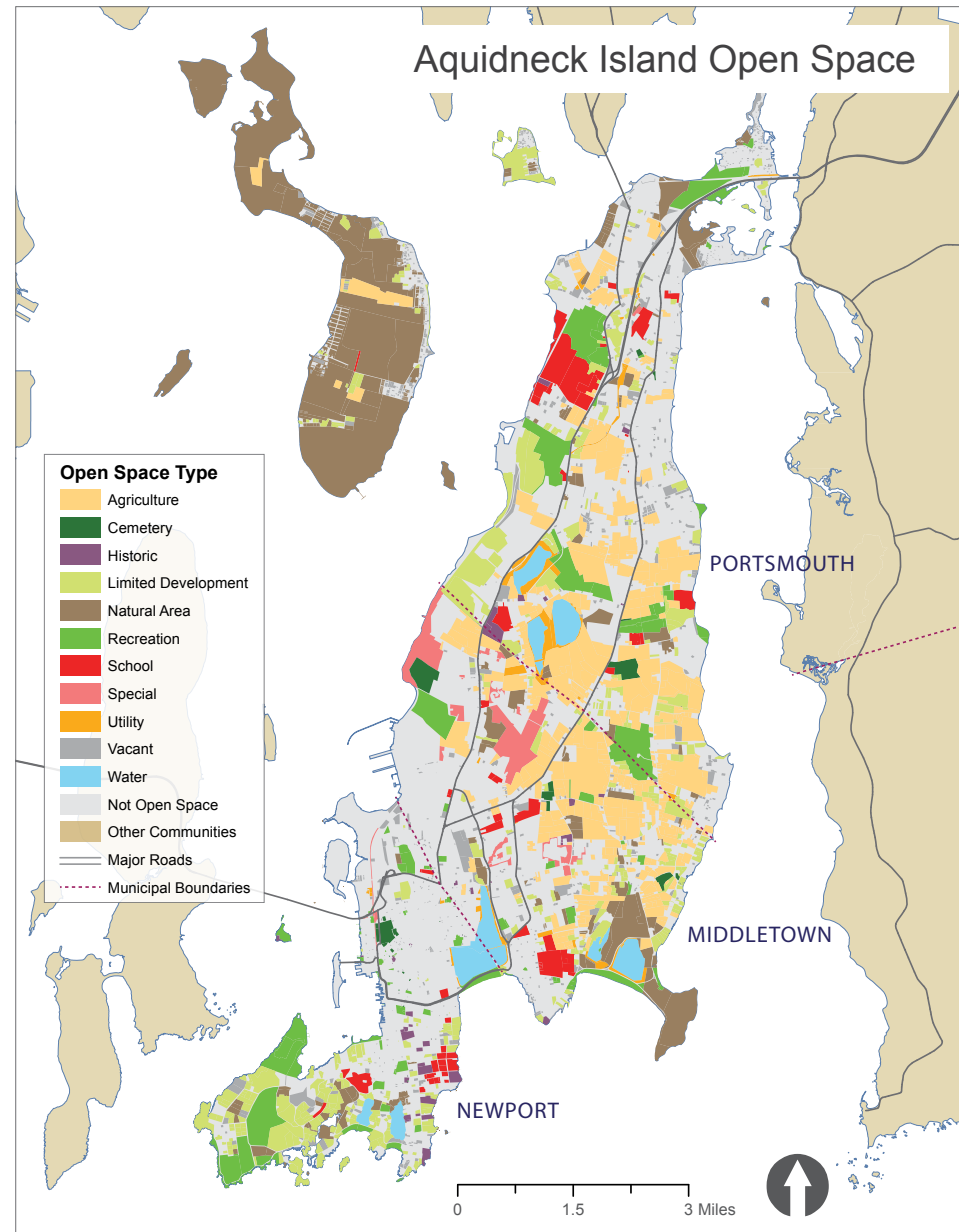 Aquidneck Island Open Space
Open Space Type
Agriculture
Cemetery
Historic
Limited Development
Natural Area
Recreation
School
Special
Utility
Vacant
Water
Not Open Space
Other Communities
Major Roads
Municipal Boundaries
PORTSMOUTH
MIDDLETOWN
NEWPORT
0 1.5 3 Miles